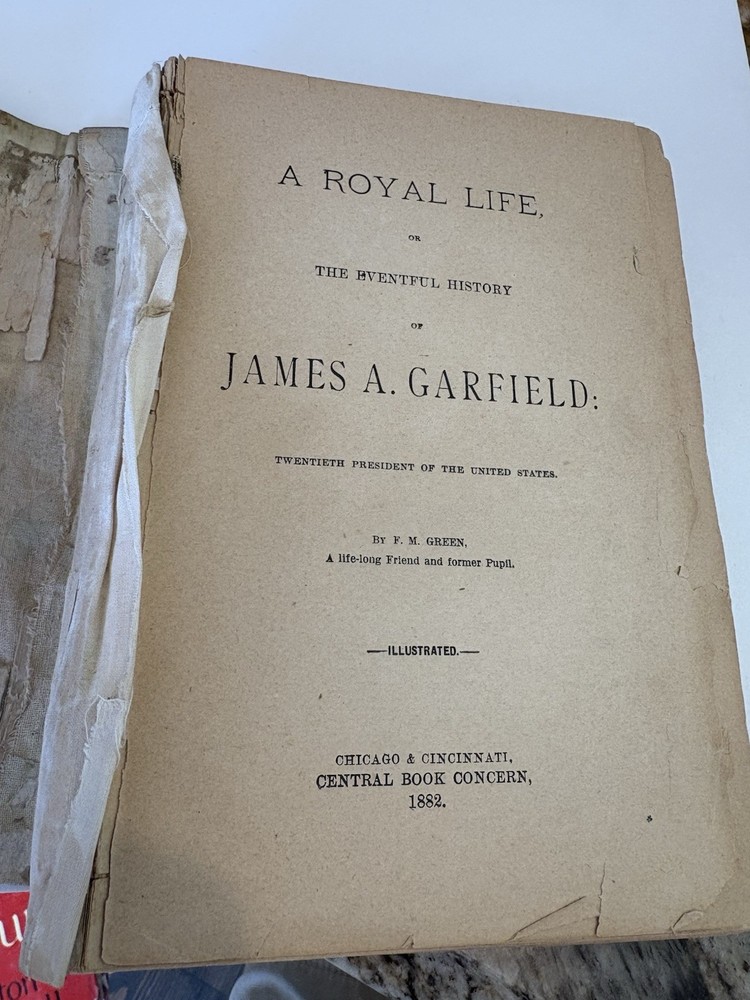 A ROYAL LIFE,
OR
THE EVENTFUL HISTORY
OF
JAMES A. GARFIELD:
TWENTIETH PRESIDENT OF THE UNITED STATES.
BY F. M. GREEN,
A life-long Friend and former Pupil.
—ILLUSTRATED.—
CHICAGO & CINCINNATI,
CENTRAL BOOK CONCERN,
1882.